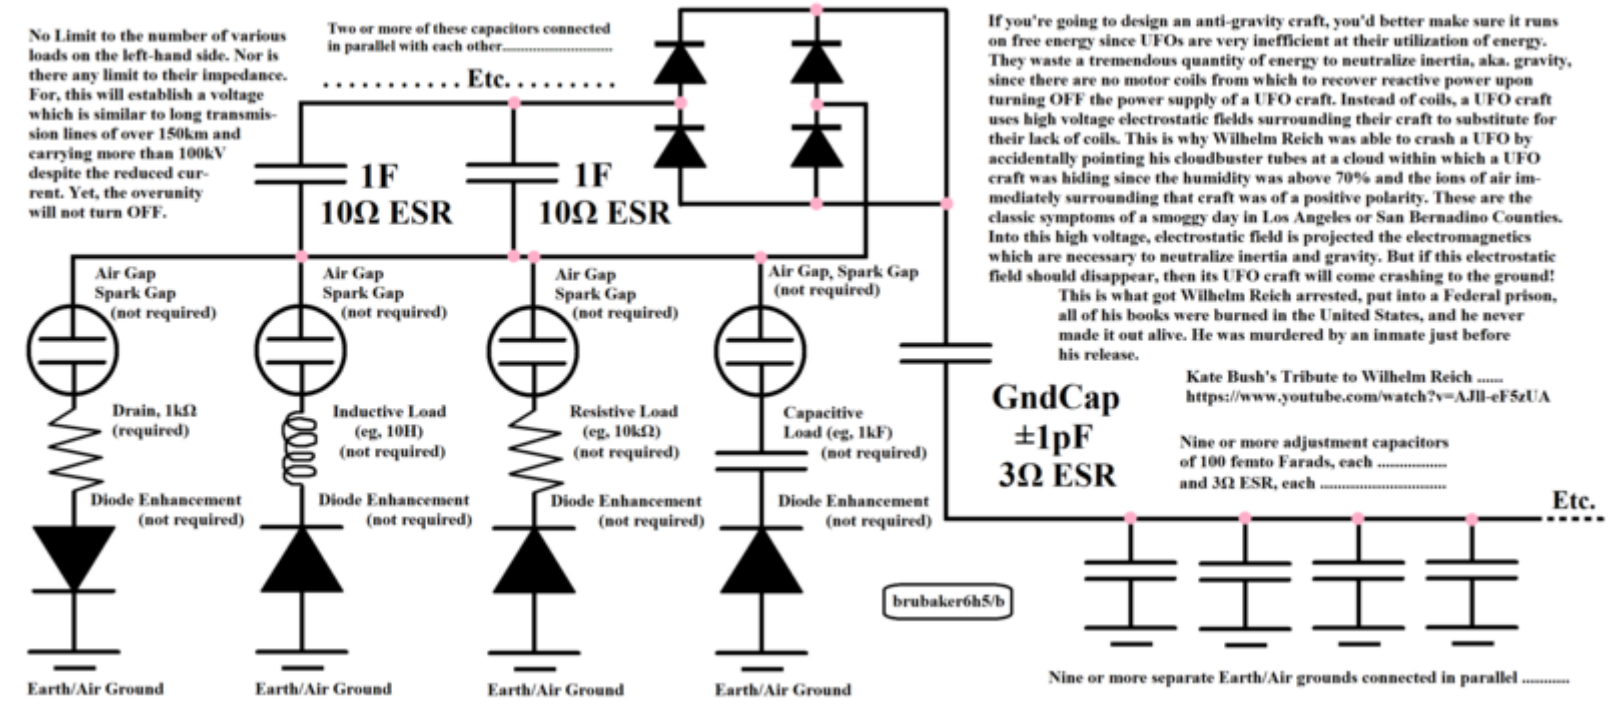 No Limit to the number of various
loads on the left-hand side. Nor is
there any limit to their impedance.
For, this will establish a voltage
which is similar to long transmis-
sion lines of over 150km and
carrying more than 100kV
despite the reduced cur-
rent. Yet, the overunity
will not turn OFF.
Two or more of these capacitors connected
in parallel with each other............................
. . . . . . . . . . . Etc. . . . . . . . . .
1F
10Ω ESR
1F
10Ω ESR
If you're going to design an anti-gravity craft, you'd better make sure it runs
on free energy since UFOs are very inefficient at their utilization of energy.
They waste a tremendous quantity of energy to neutralize inertia, aka. gravity,
since there are no motor coils from which to recover reactive power upon
turning OFF the power supply of a UFO craft. Instead of coils, a UFO craft
uses high voltage electrostatic fields surrounding their craft to substitute for
their lack of coils. This is why Wilhelm Reich was able to crash a UFO by
accidentally pointing his cloudbuster tubes at a cloud within which a UFO
craft was hiding since the humidity was above 70% and the ions of air im-
mediately surrounding that craft was of a positive polarity. These are the
classic symptoms of a smoggy day in Los Angeles or San Bernadino Counties.
Into this high voltage, electrostatic field is projected the electromagnetics
which are necessary to neutralize inertia and gravity. But if this electrostatic
field should disappear, then its UFO craft will come crashing to the ground!
This is what got Wilhelm Reich arrested, put into a Federal prison,
all of his books were burned in the United States, and he never
made it out alive. He was murdered by an inmate just before
his release.
Kate Bush's Tribute to Wilhelm Reich ......
https://www.youtube.com/watch?v=AJll-eF5zUA
Air Gap
Spark Gap
(not required)
Air Gap
Spark Gap
(not required)
Air Gap
Spark Gap
(not required)
Air Gap, Spark Gap
(not required)
Drain, 1kΩ
(required)
Inductive Load
(eg, 10H)
(not required)
Resistive Load
(eg, 10kΩ)
(not required)
Capacitive
Load (eg, 1kF)
(not required)
GndCap
±1pF
3Ω ESR
Nine or more adjustment capacitors
of 100 femto Farads, each .................
and 3Ω ESR, each ...............................
Etc.
Diode Enhancement
(not required)
Diode Enhancement
(not required)
Diode Enhancement
(not required)
Diode Enhancement
(not required)
brubaker6h5/b
Earth/Air Ground
Earth/Air Ground
Earth/Air Ground
Earth/Air Ground
Nine or more separate Earth/Air grounds connected in parallel ............